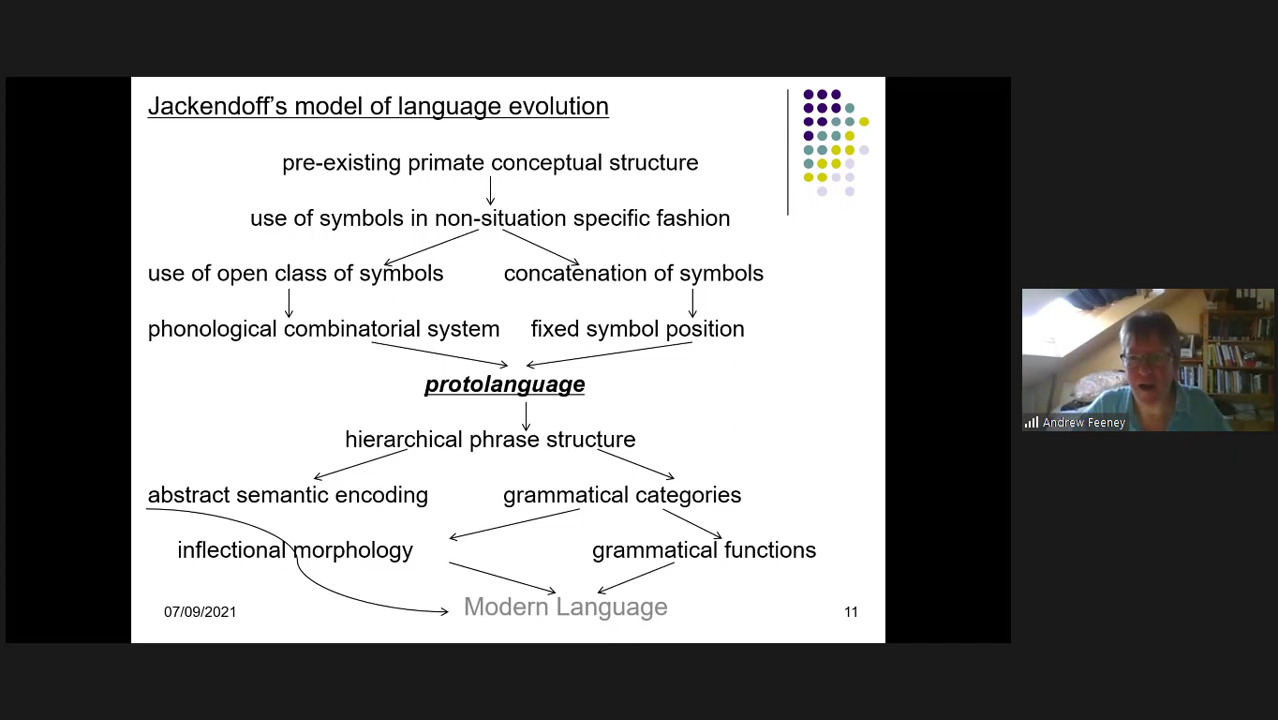 Jackendoff's model of language evolution
pre-existing primate conceptual structure
use of symbols in non-situation specific fashion
use of open class of symbols
concatenation of symbols
phonological combinatorial system
fixed symbol position
protolanguage
hierarchical phrase structure
abstract semantic encoding
grammatical categories
inflectional morphology
grammatical functions
Modern Language
07/09/2021
11
Andrew Feeney